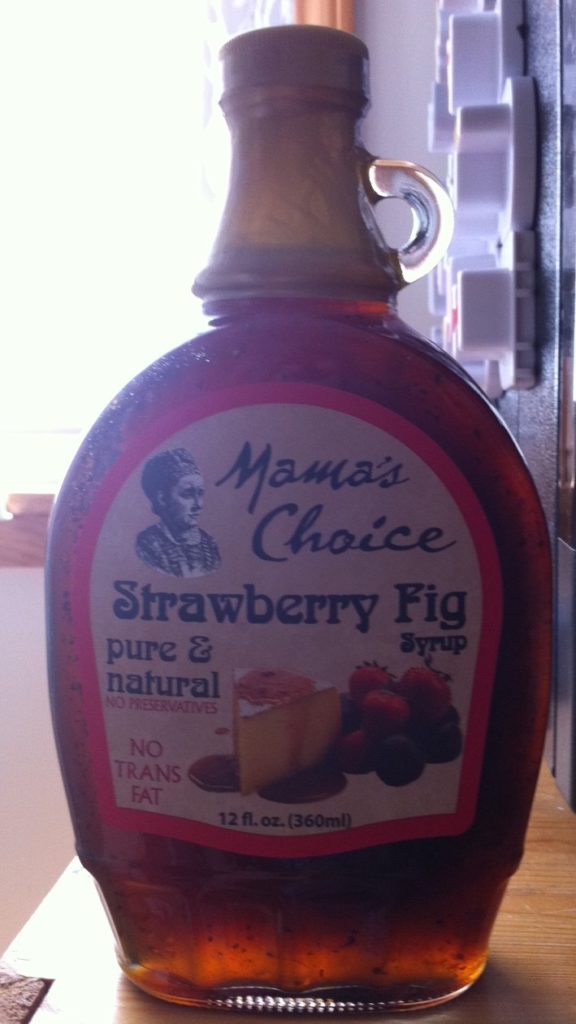 Mama's
Choice
Strawberry Fig
Syrup
pure &
natural
NO PRESERVATIVES
NO
TRANS
FAT
12 fl. oz. (360ml)